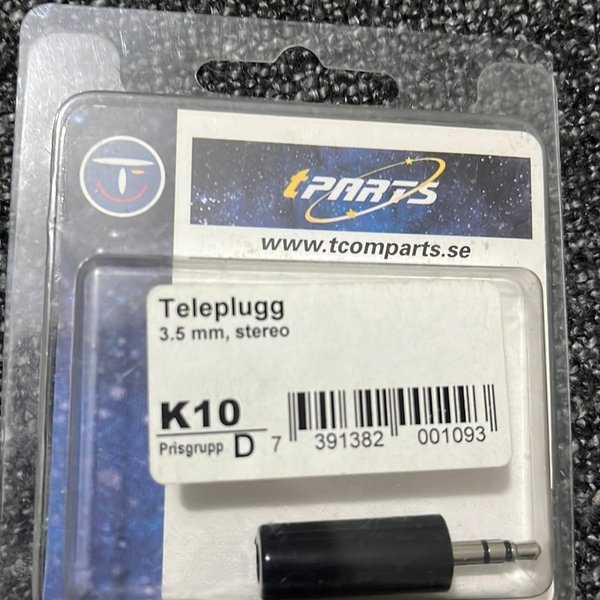 tPARTS
www.tcomparts.se
Teleplugg
3.5 mm, stereo
K10
Prisgrupp D
7 391382 001093